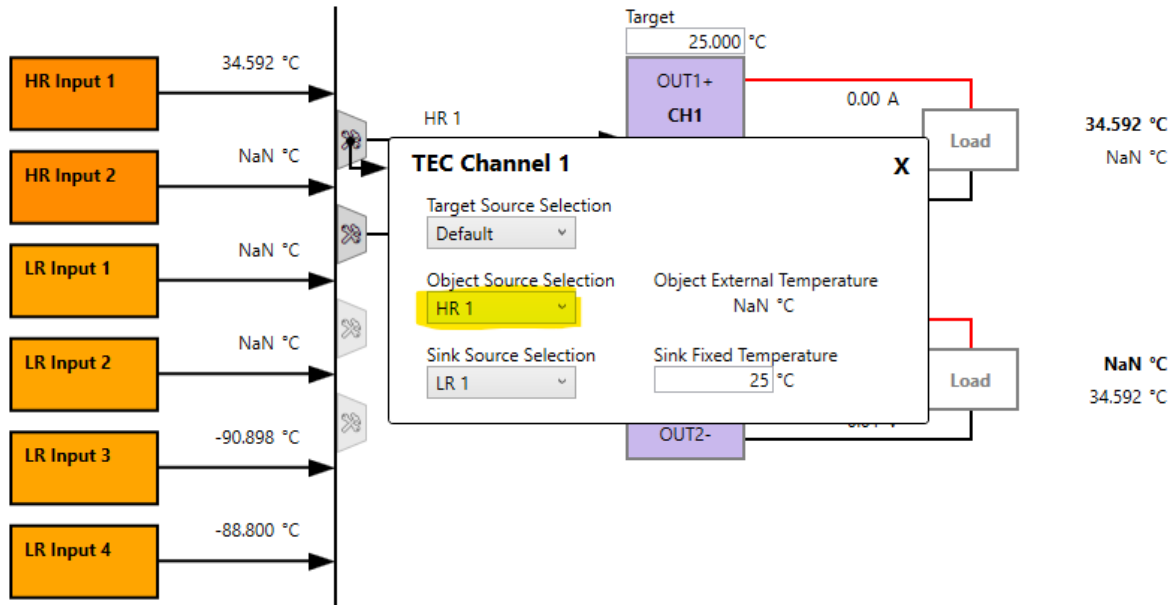 Target
25.000 °C
HR Input 1
34.592 °C
OUT1+
CH1
0.00 A
Load
34.592 °C
NaN °C
HR 1
HR Input 2
NaN °C
TEC Channel 1
X
Target Source Selection
Default
LR Input 1
NaN °C
Object Source Selection
HR 1
Object External Temperature
NaN °C
LR Input 2
NaN °C
Sink Source Selection
LR 1
Sink Fixed Temperature
25 °C
Load
NaN °C
34.592 °C
LR Input 3
-90.898 °C
OUT2-
LR Input 4
-88.800 °C